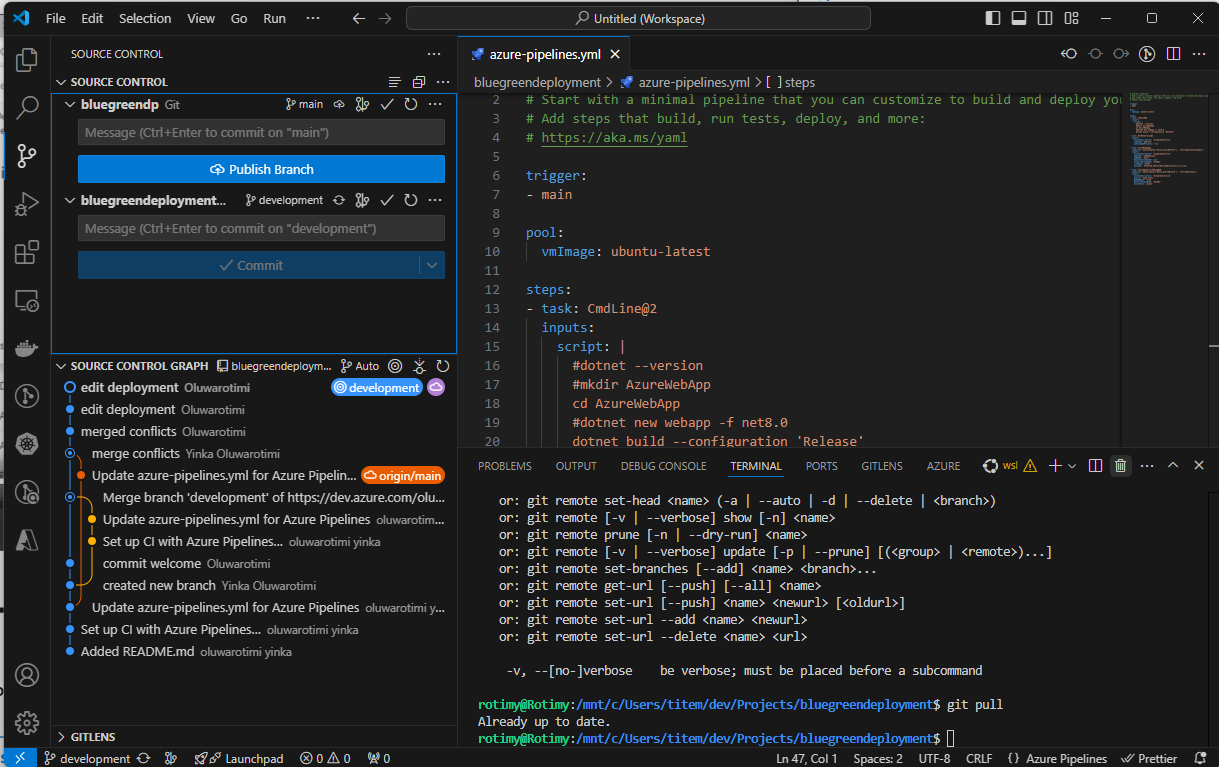 File Edit Selection View Go Run ··· Untitled (Workspace)
SOURCE CONTROL ···
SOURCE CONTROL ···
bluegreendp Git main ···
Message (Ctrl+Enter to commit on "main")
Publish Branch
bluegreendeployment... development ···
Message (Ctrl+Enter to commit on "development")
Commit
SOURCE CONTROL GRAPH bluegreendeploym... Auto
edit deployment Oluwarotimi development
edit deployment Oluwarotimi
merged conflicts Oluwarotimi
merge conflicts Yinka Oluwarotimi
Update azure-pipelines.yml for Azure Pipelin... origin/main
Merge branch 'development' of https://dev.azure.com/olu...
Update azure-pipelines.yml for Azure Pipelines oluwarotim...
Set up CI with Azure Pipelines... oluwarotimi yinka
commit welcome Oluwarotimi
created new branch Yinka Oluwarotimi
Update azure-pipelines.yml for Azure Pipelines oluwarotimi y...
Set up CI with Azure Pipelines... oluwarotimi yinka
Added README.md oluwarotimi yinka
GITLENS
azure-pipelines.yml
bluegreendeployment > azure-pipelines.yml > [ ] steps
2 # Start with a minimal pipeline that you can customize to build and deploy you
3 # Add steps that build, run tests, deploy, and more:
4 # https://aka.ms/yaml
5
6 trigger:
7 - main
8
9 pool:
10 vmImage: ubuntu-latest
11
12 steps:
13 - task: CmdLine@2
14 inputs:
15 script: |
16 #dotnet --version
17 #mkdir AzureWebApp
18 cd AzureWebApp
19 #dotnet new webapp -f net8.0
20 dotnet build --configuration 'Release'
PROBLEMS OUTPUT DEBUG CONSOLE TERMINAL PORTS GITLENS AZURE wsl ···
or: git remote set-head <name> (-a | --auto | -d | --delete | <branch>)
or: git remote [-v | --verbose] show [-n] <name>
or: git remote prune [-n | --dry-run] <name>
or: git remote [-v | --verbose] update [-p | --prune] [(<group> | <remote>)...]
or: git remote set-branches [--add] <name> <branch>...
or: git remote get-url [--push] [--all] <name>
or: git remote set-url [--push] <name> <newurl> [<oldurl>]
or: git remote set-url --add <name> <newurl>
or: git remote set-url --delete <name> <url>
-v, --[no-]verbose be verbose; must be placed before a subcommand
rotimy@Rotimy:/mnt/c/Users/titem/dev/Projects/bluegreendeployment$ git pull
Already up to date.
rotimy@Rotimy:/mnt/c/Users/titem/dev/Projects/bluegreendeployment$
development Launchpad 0 0 0 Ln 47, Col 1 Spaces: 2 UTF-8 CRLF {} Azure Pipelines Prettier